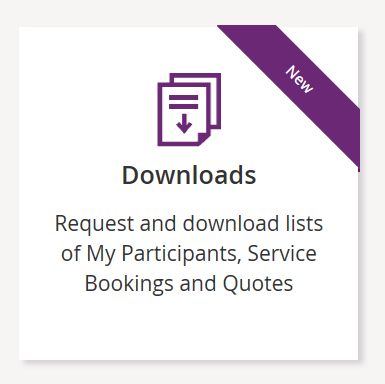 New
Downloads
Request and download lists
of My Participants, Service
Bookings and Quotes